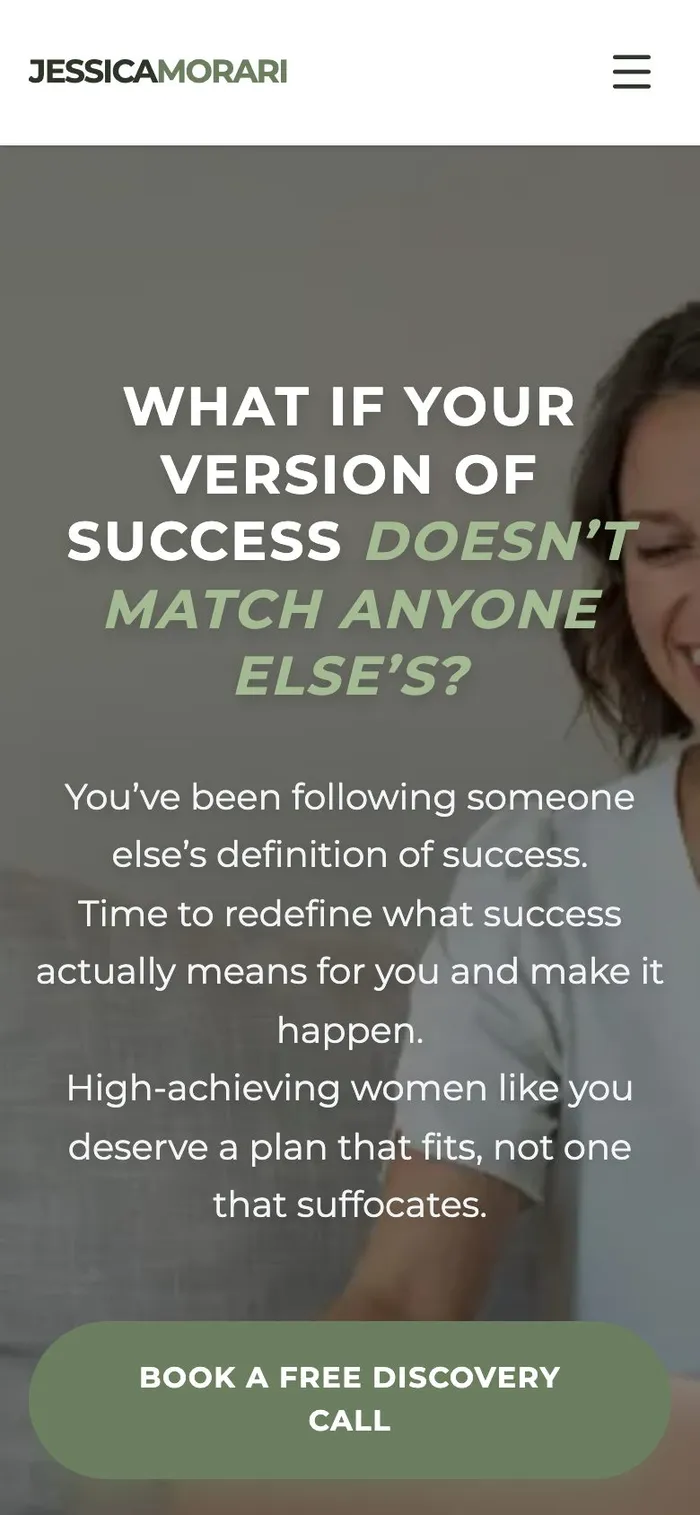 JESSICAMORARI
WHAT IF YOUR
VERSION OF
SUCCESS DOESN’T
MATCH ANYONE
ELSE’S?
You’ve been following someone
else’s definition of success.
Time to redefine what success
actually means for you and make it
happen.
High-achieving women like you
deserve a plan that fits, not one
that suffocates.
BOOK A FREE DISCOVERY
CALL